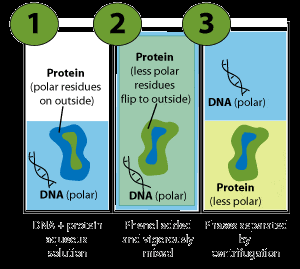 1
2
3
Protein
(polar residues
on outside)
DNA (polar)
Protein
(less polar
residues
flip to outside)
DNA (polar)
DNA (polar)
Protein
(less polar)
DNA + protein
aqueous
solution
Phenol added
and vigorously
mixed
Phases separated
by
centrifugation